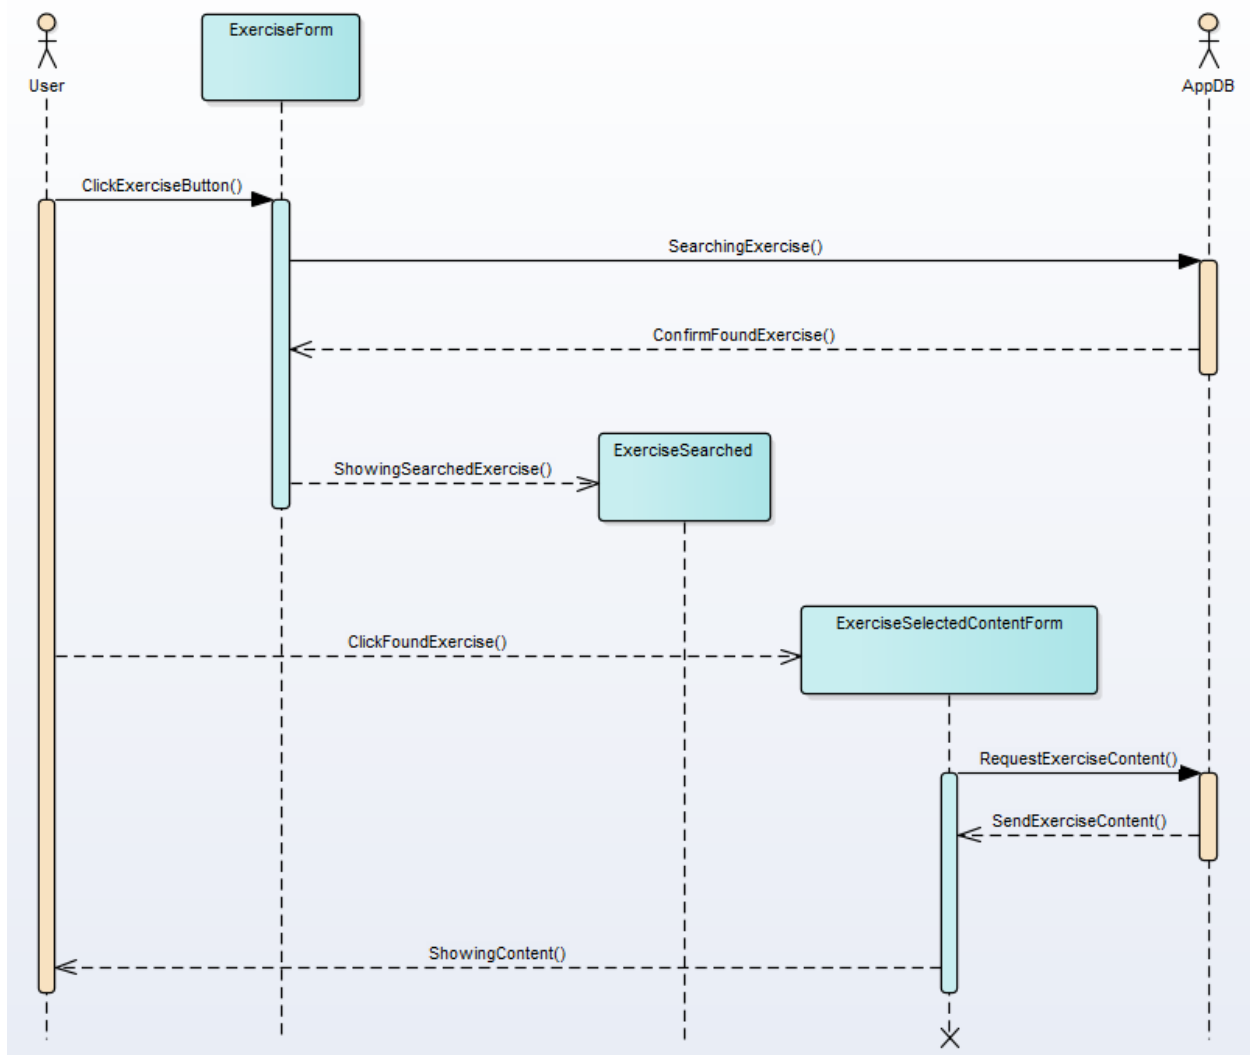 ExerciseForm
User
AppDB
ClickExerciseButton()
SearchingExercise()
ConfirmFoundExercise()
ExerciseSearched
ShowingSearchedExercise()
ExerciseSelectedContentForm
ClickFoundExercise()
RequestExerciseContent()
SendExerciseContent()
ShowingContent()